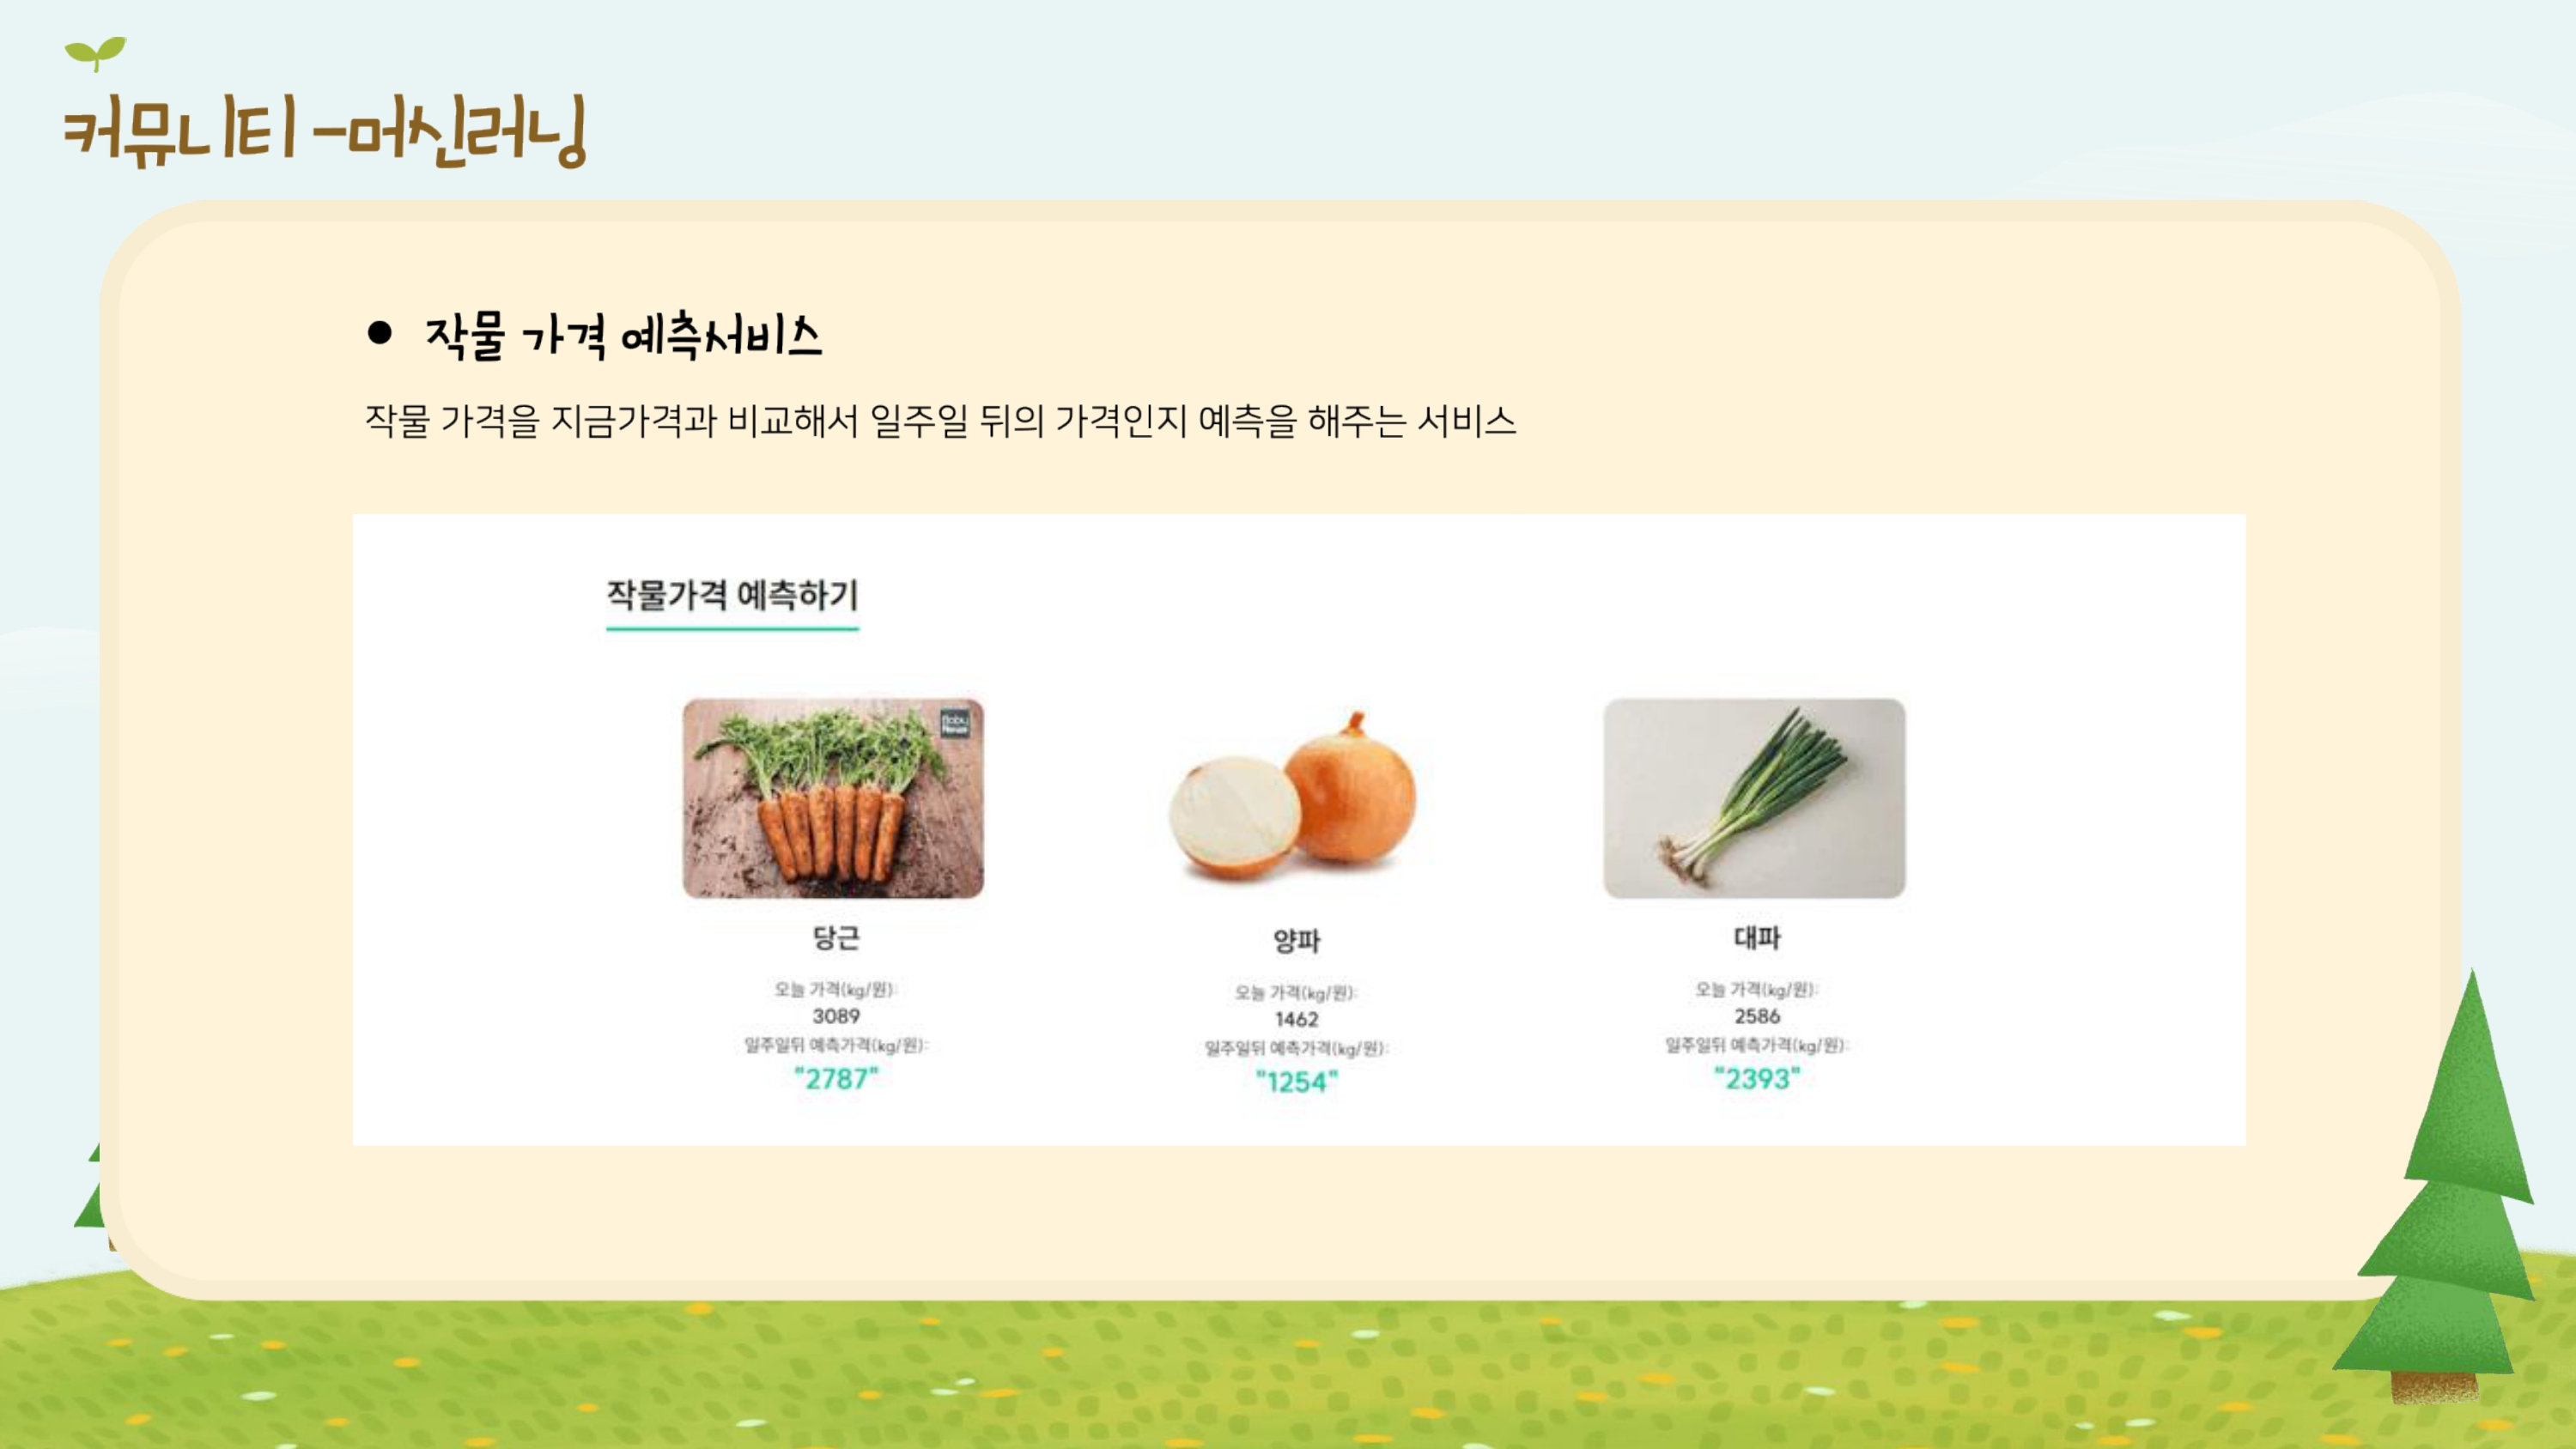 커뮤니티 -머신러닝
● 작물 가격 예측서비스
작물 가격을 지금가격과 비교해서 일주일 뒤의 가격인지 예측을 해주는 서비스
작물가격 예측하기
당근
오늘 가격(kg/원):
3089
일주일뒤 예측가격(kg/원):
"2787"
양파
오늘 가격(kg/원):
1462
일주일뒤 예측가격(kg/원):
"1254"
대파
오늘 가격(kg/원):
2586
일주일뒤 예측가격(kg/원):
"2393"